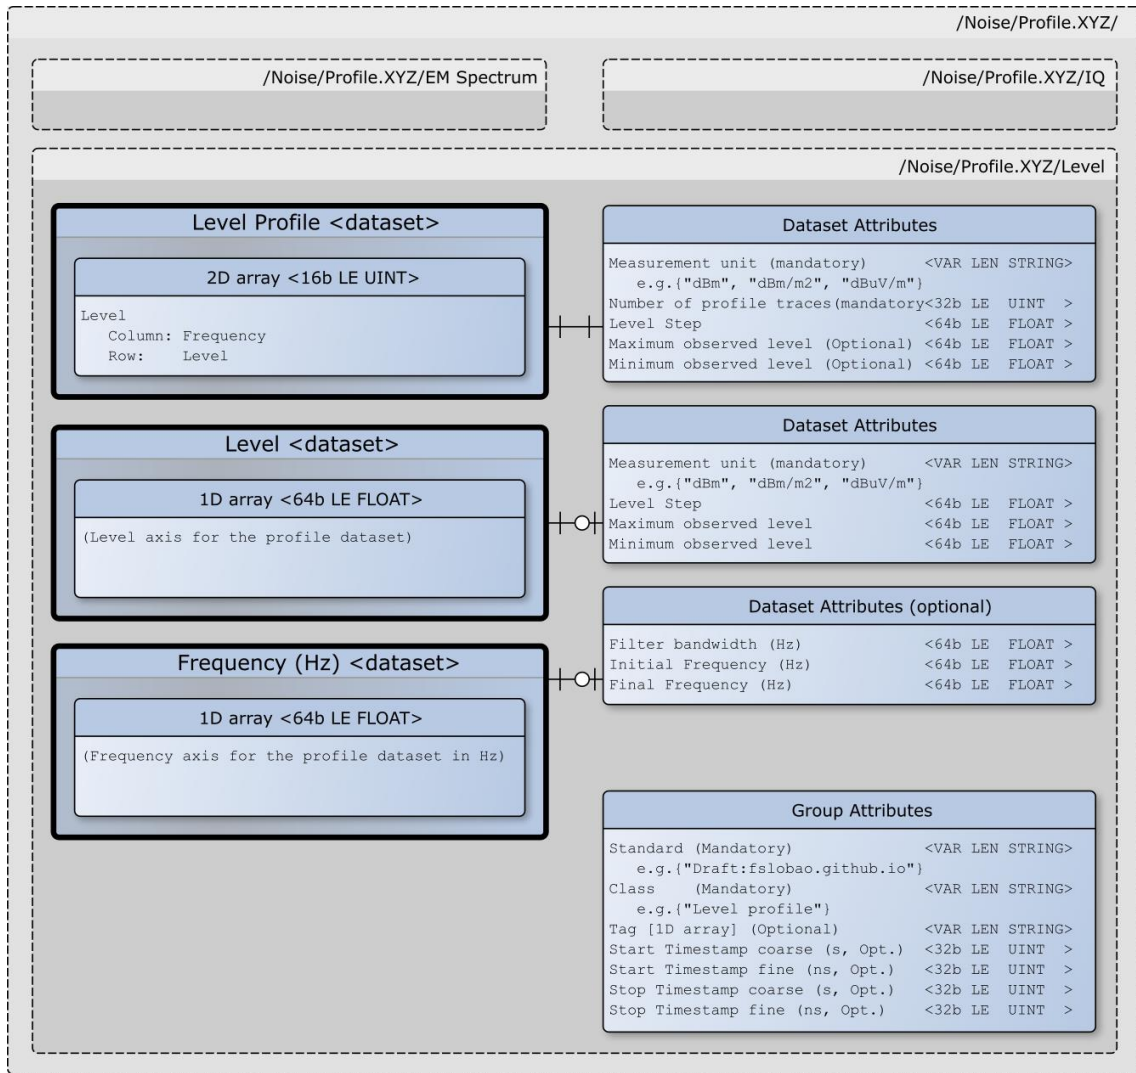 /Noise/Profile.XYZ/
/Noise/Profile.XYZ/EM Spectrum
/Noise/Profile.XYZ/IQ
/Noise/Profile.XYZ/Level
Level Profile <dataset>
2D array <16b LE UINT>
Level
Column: Frequency
Row: Level
Dataset Attributes
Measurement unit (mandatory) <VAR LEN STRING>
e.g.{"dBm", "dBm/m2", "dBuV/m"}
Number of profile traces(mandatory<32b LE UINT >
Level Step <64b LE FLOAT >
Maximum observed level (Optional) <64b LE FLOAT >
Minimum observed level (Optional) <64b LE FLOAT >
Level <dataset>
1D array <64b LE FLOAT>
(Level axis for the profile dataset)
Dataset Attributes
Measurement unit (mandatory) <VAR LEN STRING>
e.g.{"dBm", "dBm/m2", "dBuV/m"}
Level Step <64b LE FLOAT >
Maximum observed level <64b LE FLOAT >
Minimum observed level <64b LE FLOAT >
Frequency (Hz) <dataset>
1D array <64b LE FLOAT>
(Frequency axis for the profile dataset in Hz)
Dataset Attributes (optional)
Filter bandwidth (Hz) <64b LE FLOAT >
Initial Frequency (Hz) <64b LE FLOAT >
Final Frequency (Hz) <64b LE FLOAT >
Group Attributes
Standard (Mandatory) <VAR LEN STRING>
e.g.{"Draft:fslobao.github.io"}
Class (Mandatory) <VAR LEN STRING>
e.g.{"Level profile"}
Tag [1D array] (Optional) <VAR LEN STRING>
Start Timestamp coarse (s, Opt.) <32b LE UINT >
Start Timestamp fine (ns, Opt.) <32b LE UINT >
Stop Timestamp coarse (s, Opt.) <32b LE UINT >
Stop Timestamp fine (ns, Opt.) <32b LE UINT >